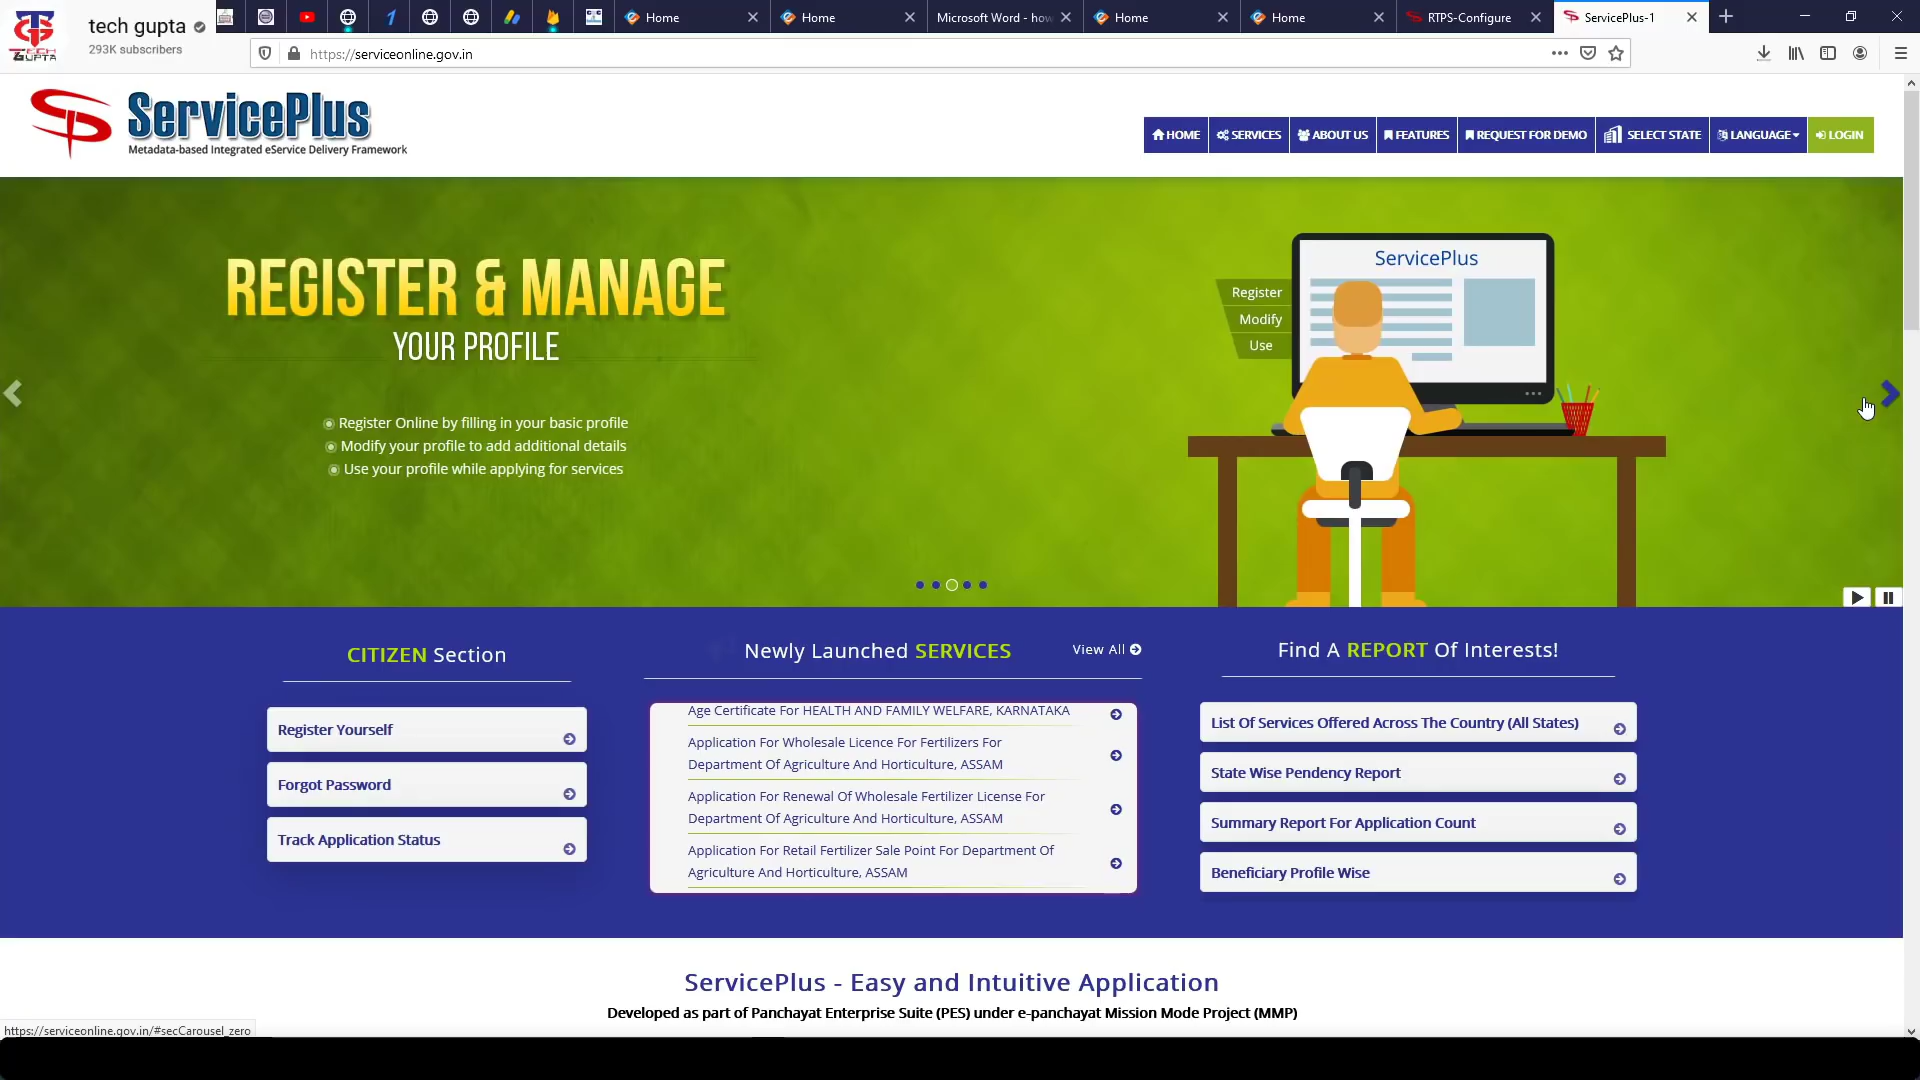 tech gupta
293K subscribers
TECH
GUPTA
Home
Home
Microsoft Word - how
Home
Home
RTPS-Configure
ServicePlus-1
https://serviceonline.gov.in
ServicePlus
Metadata-based Integrated eService Delivery Framework
HOME
SERVICES
ABOUT US
FEATURES
REQUEST FOR DEMO
SELECT STATE
LANGUAGE
LOGIN
REGISTER & MANAGE
YOUR PROFILE
Register Online by filling in your basic profile
Modify your profile to add additional details
Use your profile while applying for services
ServicePlus
Register
Modify
Use
CITIZEN Section
Register Yourself
Forgot Password
Track Application Status
Newly Launched SERVICES
View All
Age Certificate For HEALTH AND FAMILY WELFARE, KARNATAKA
Application For Wholesale Licence For Fertilizers For
Department Of Agriculture And Horticulture, ASSAM
Application For Renewal Of Wholesale Fertilizer License For
Department Of Agriculture And Horticulture, ASSAM
Application For Retail Fertilizer Sale Point For Department Of
Agriculture And Horticulture, ASSAM
Find A REPORT Of Interests!
List Of Services Offered Across The Country (All States)
State Wise Pendency Report
Summary Report For Application Count
Beneficiary Profile Wise
ServicePlus - Easy and Intuitive Application
Developed as part of Panchayat Enterprise Suite (PES) under e-panchayat Mission Mode Project (MMP)
https://serviceonline.gov.in/#secCarousel_zero